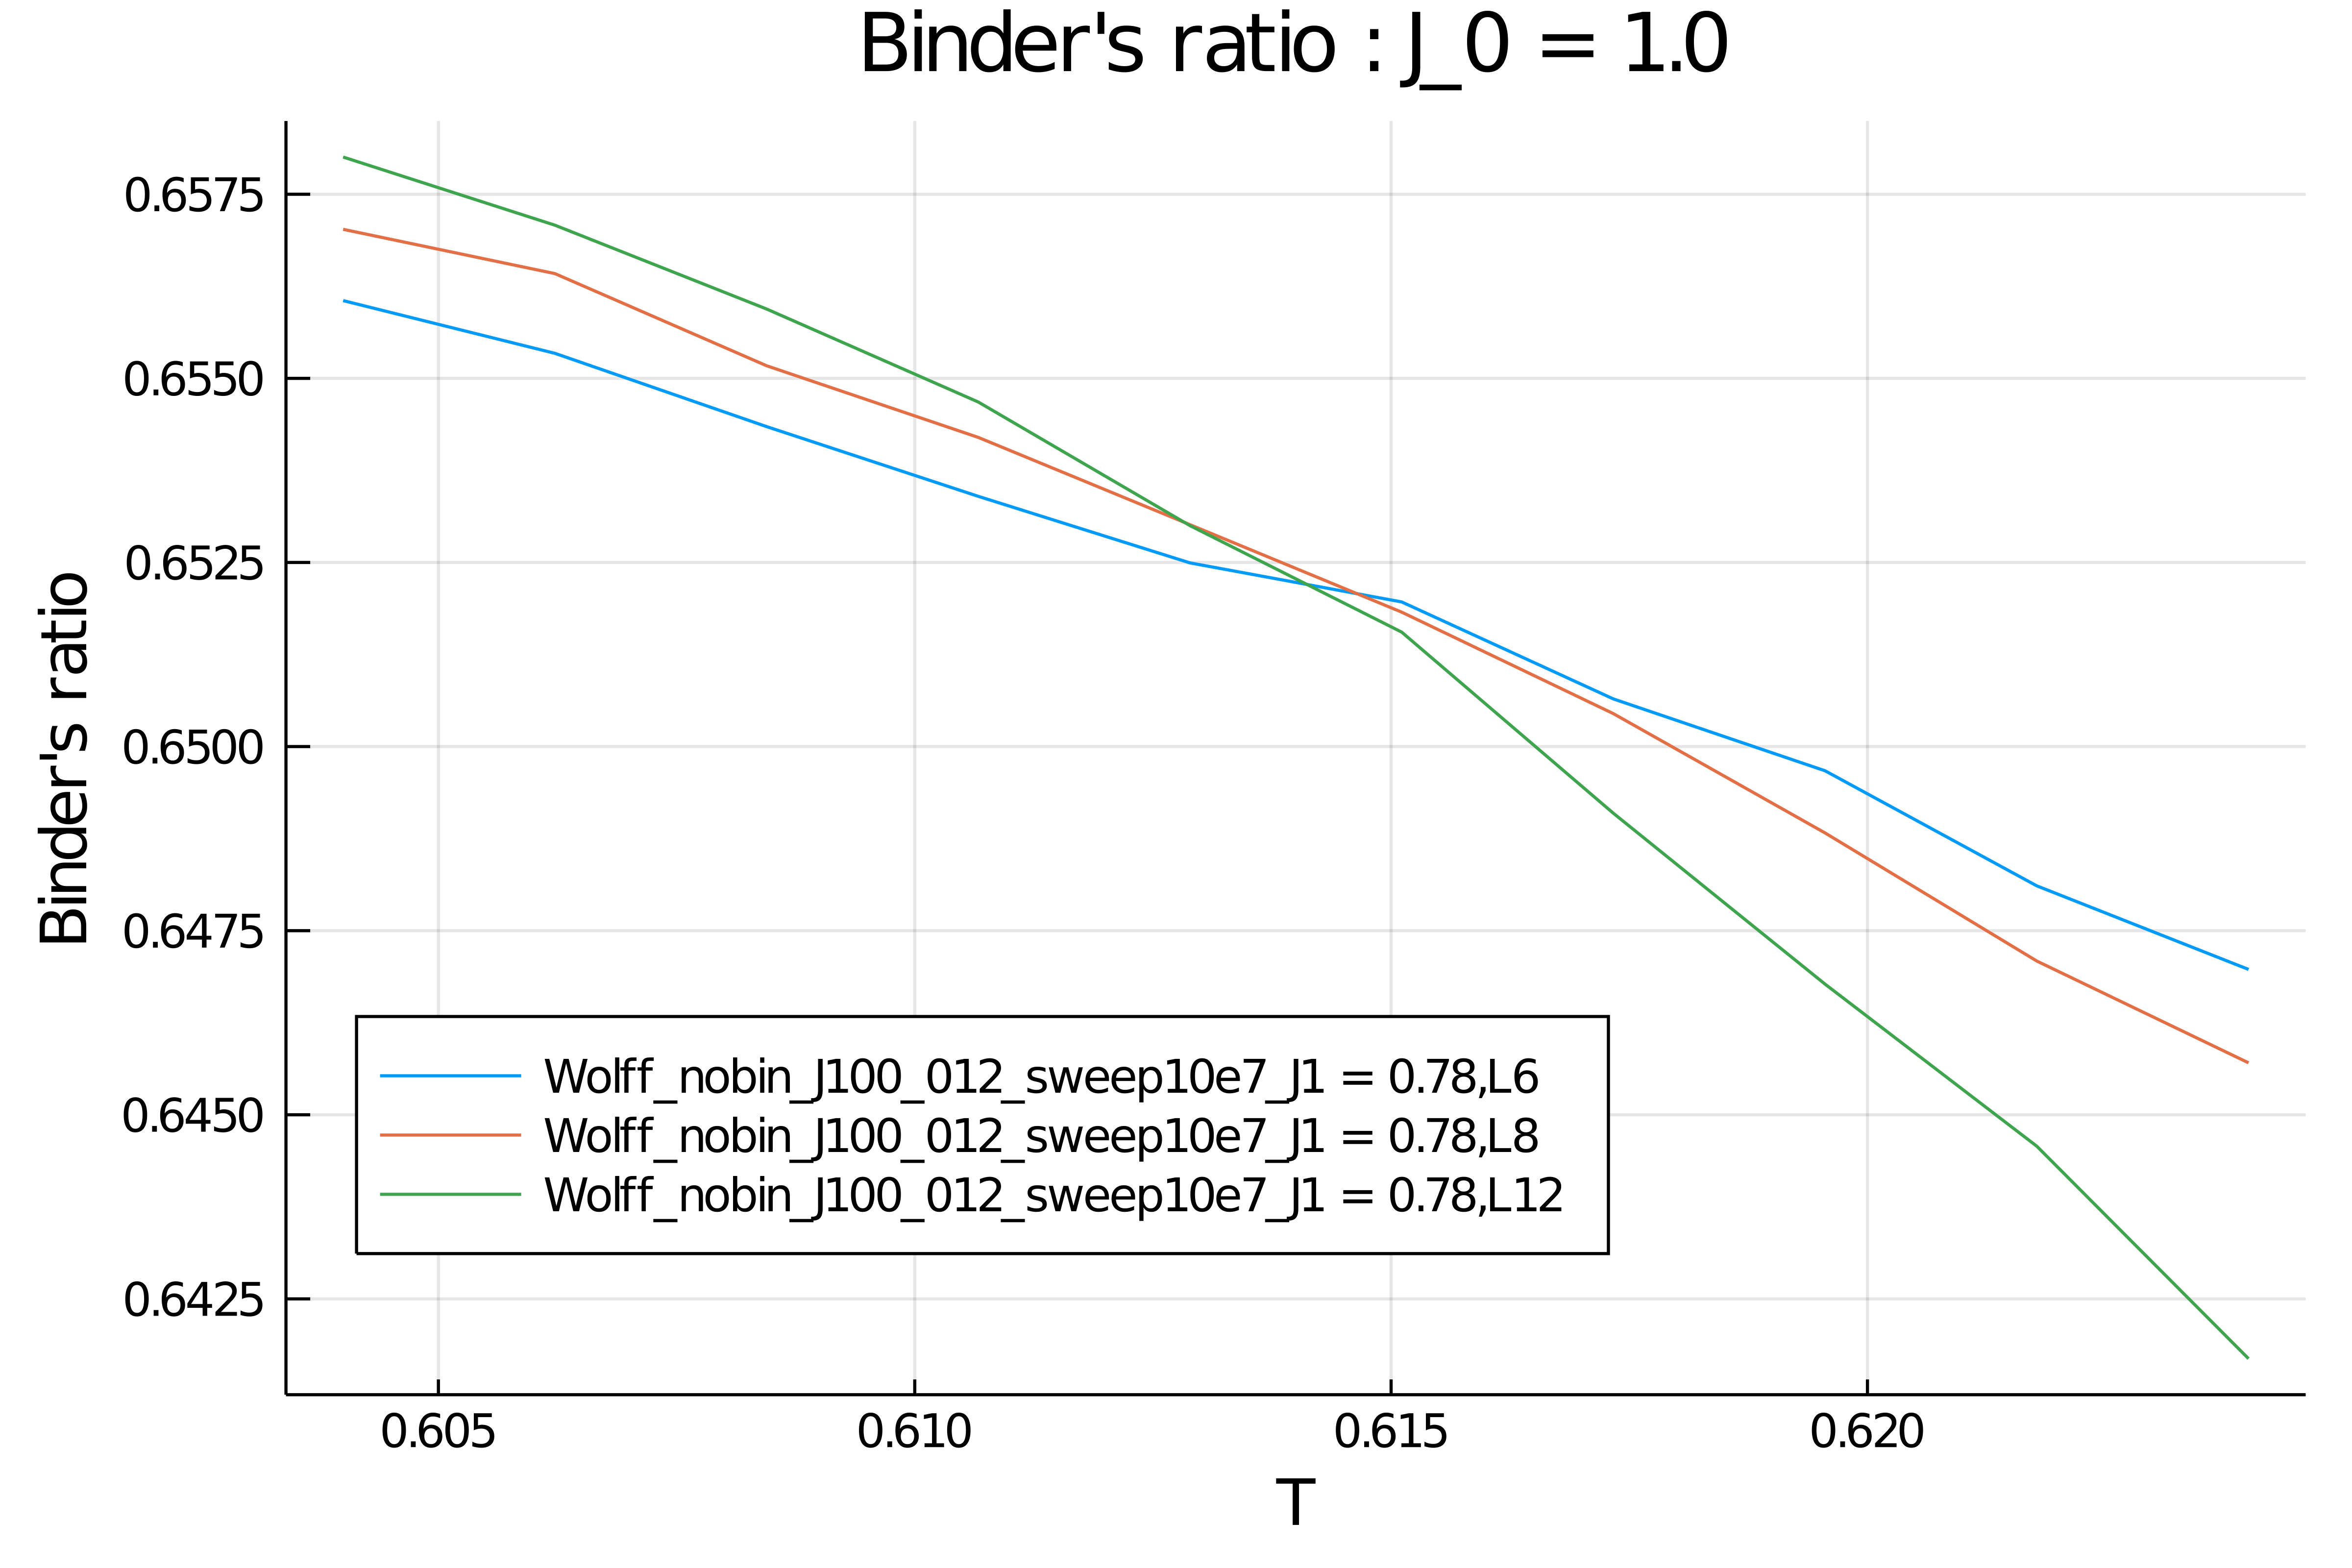 Binder's ratio : J_0 = 1.0
Binder's ratio
0.6575
0.6550
0.6525
0.6500
0.6475
0.6450
0.6425
Wolff_nobin_J100_012_sweep10e7_J1 = 0.78,L6
Wolff_nobin_J100_012_sweep10e7_J1 = 0.78,L8
Wolff_nobin_J100_012_sweep10e7_J1 = 0.78,L12
0.605 0.610 0.615 0.620
T